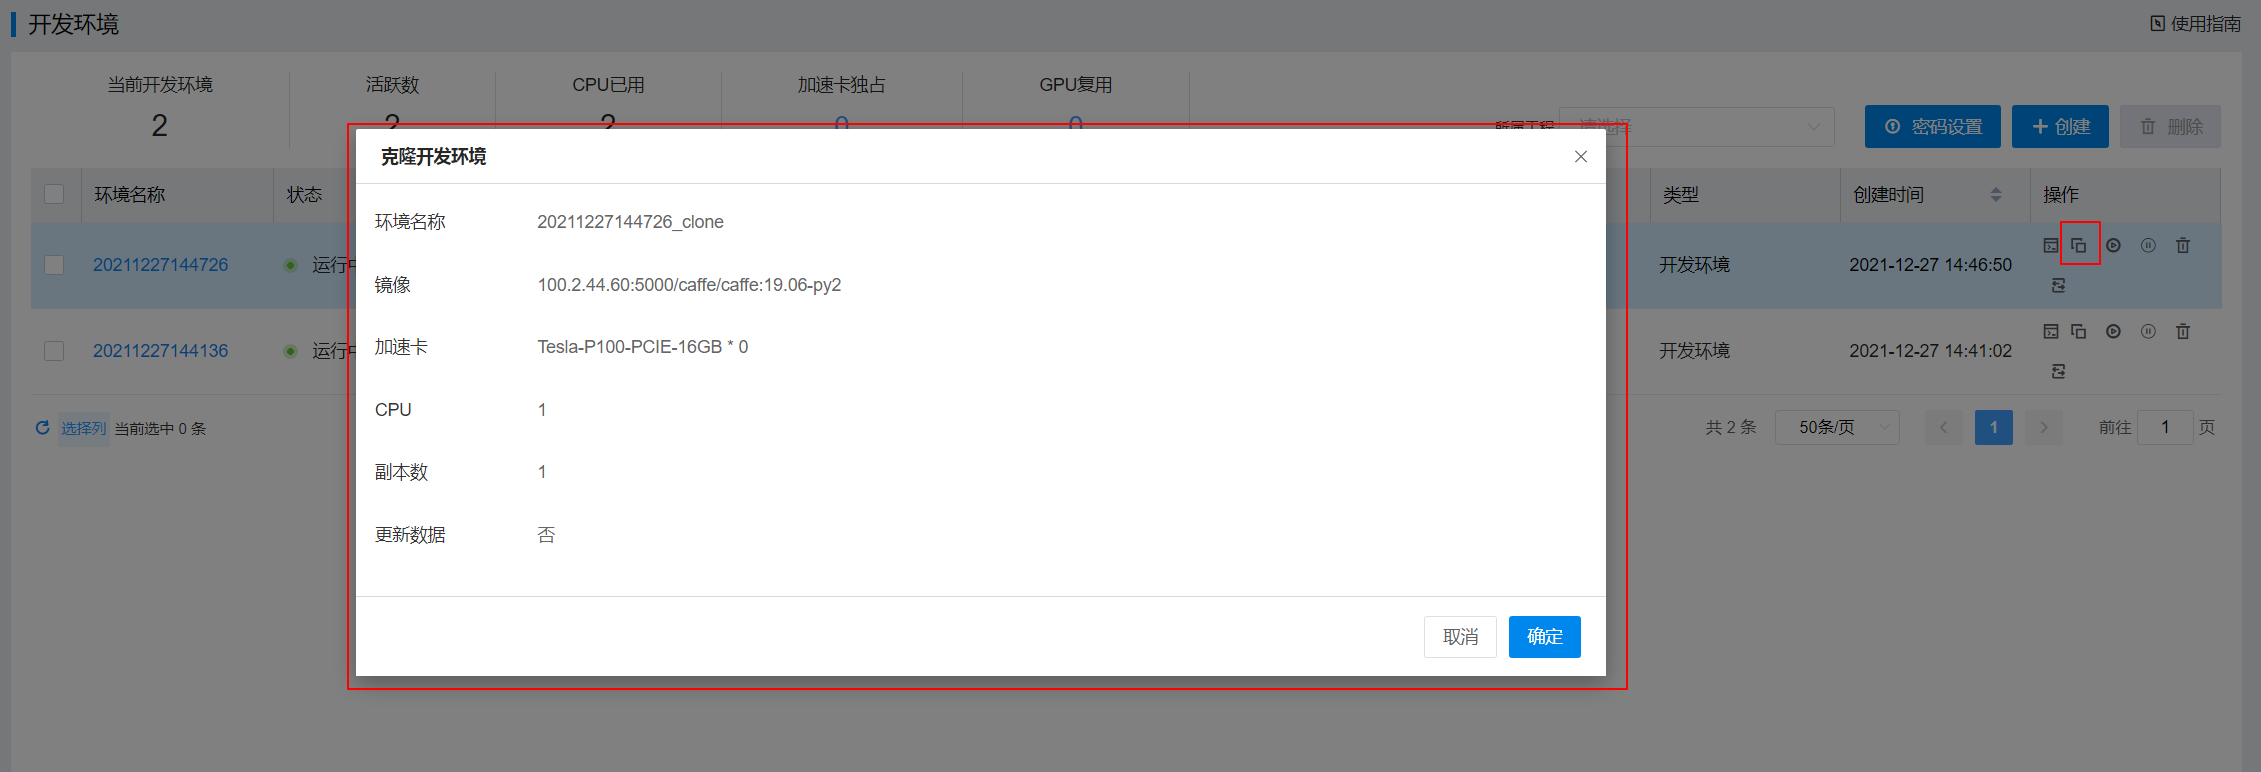 开发环境
使用指南
当前开发环境 活跃数 CPU已用 加速卡独占 GPU复用
2 2 2 0 0
所属工程 请选择 密码设置 创建 删除
克隆开发环境
环境名称 状态 类型 创建时间 操作
环境名称 20211227144726_clone
20211227144726 运行中 开发环境 2021-12-27 14:46:50
镜像 100.2.44.60:5000/caffe/caffe:19.06-py2
加速卡 Tesla-P100-PCIE-16GB * 0
20211227144136 运行中 开发环境 2021-12-27 14:41:02
CPU 1
选择列 当前选中 0 条 共 2 条 50条/页 1 前往 1 页
副本数 1
更新数据 否
取消 确定